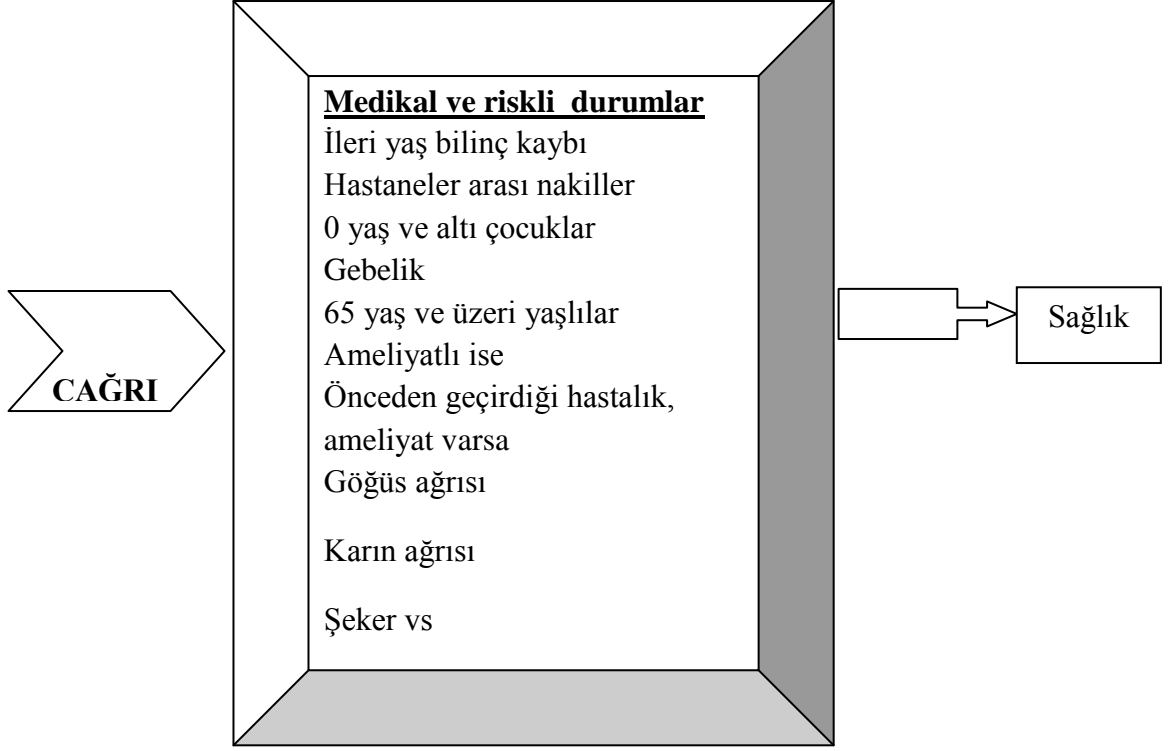 Medikal ve riskli durumlar
İleri yaş bilinç kaybı
Hastaneler arası nakiller
0 yaş ve altı çocuklar
Gebelik
65 yaş ve üzeri yaşlılar
Ameliyatlı ise
Önceden geçirdiği hastalık,
ameliyat varsa
Göğüs ağrısı
Karın ağrısı
Şeker vs
CAĞRI
Sağlık